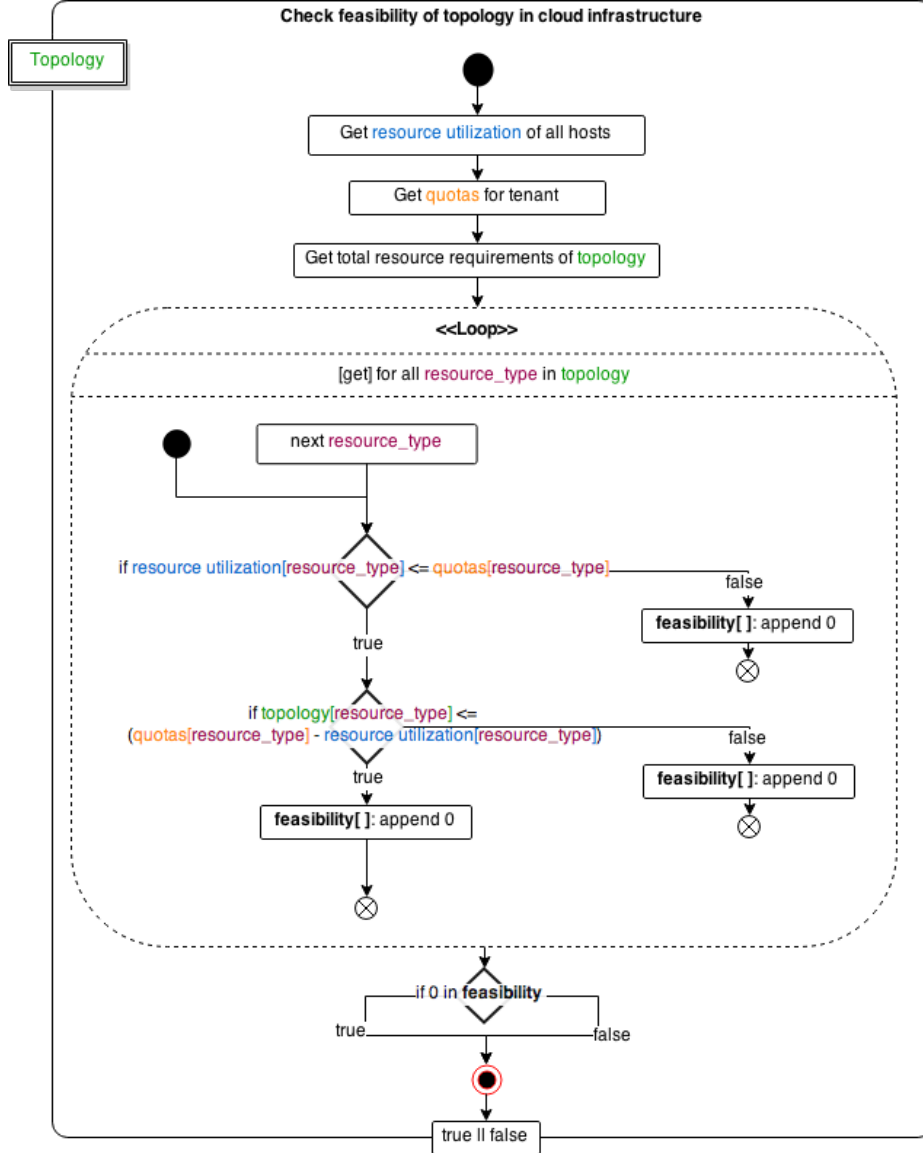 Check feasibility of topology in cloud infrastructure
Topology
Get resource utilization of all hosts
Get quotas for tenant
Get total resource requirements of topology
<<Loop>>
[get] for all resource_type in topology
next resource_type
if resource utilization[resource_type] <= quotas[resource_type]
false
feasibility[ ]: append 0
true
if topology[resource_type] <=
(quotas[resource_type] - resource utilization[resource_type])
false
feasibility[ ]: append 0
true
feasibility[ ]: append 0
if 0 in feasibility
true
false
true || false